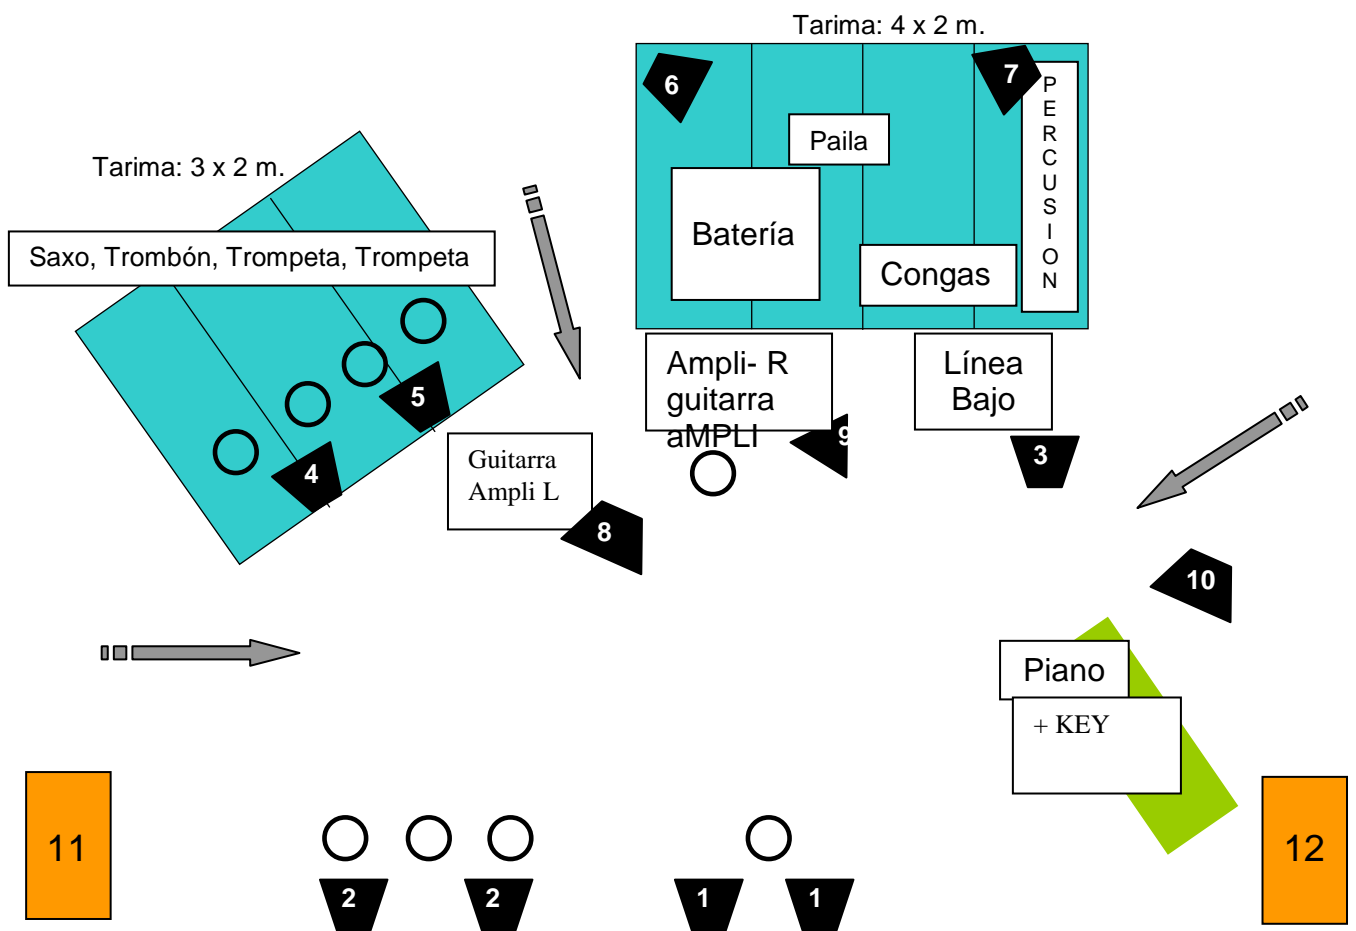 Tarima: 4 x 2 m.
6
7
P
E
R
C
U
S
I
O
N
Paila
Tarima: 3 x 2 m.
Batería
Saxo, Trombón, Trompeta, Trompeta
Congas
Ampli- R
guitarra
aMPLI
Línea
Bajo
5
9
3
4
Guitarra
Ampli L
8
10
Piano
+ KEY
11
12
2
2
1
1